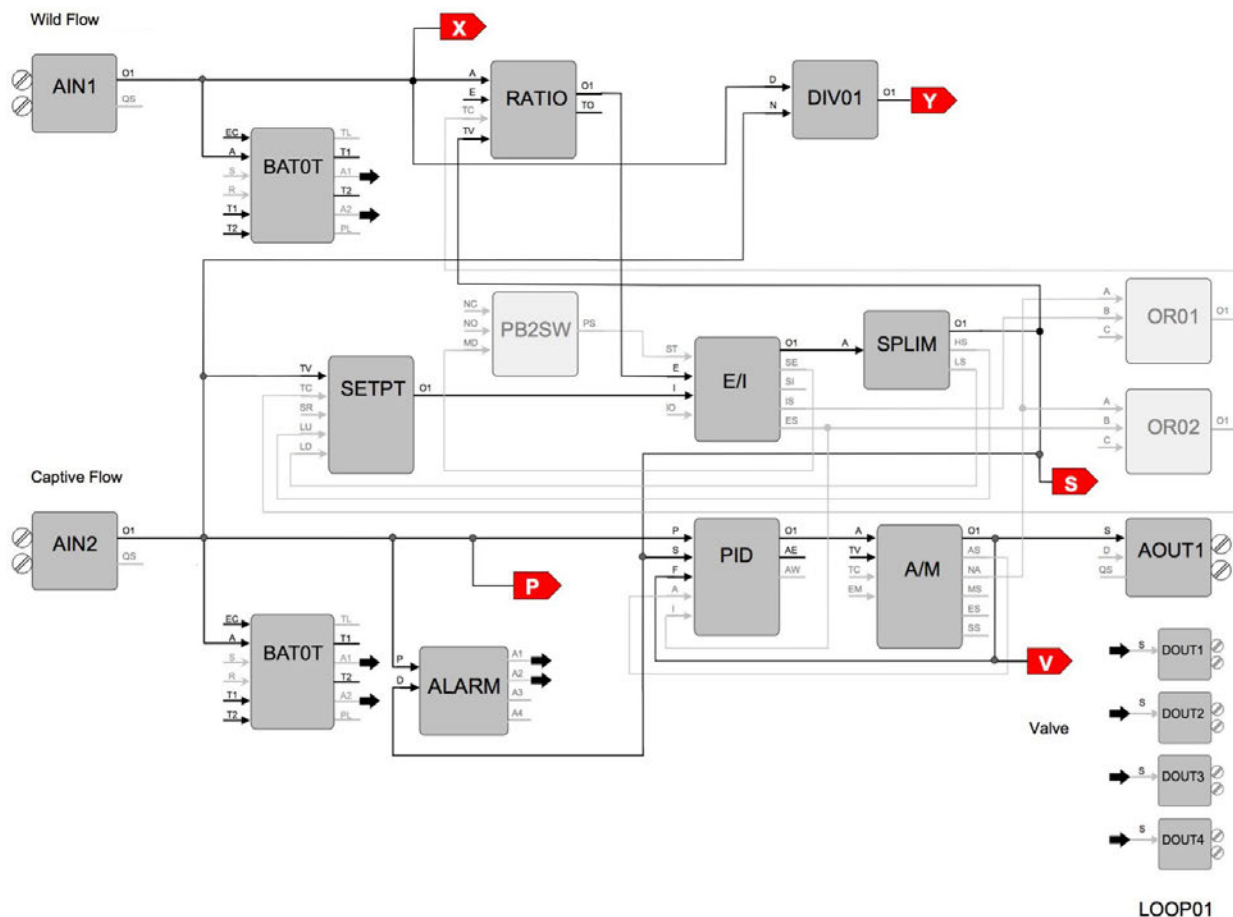 Wild Flow
X
AIN1
O1
QS
A
E
TC
TV
RATIO
O1
TO
D
N
DIV01
O1
Y
EC
A
S
R
T1
T2
BAT0T
TL
T1
A1
T2
A2
PL
NC
NO
MD
PB2SW
PS
A
B
C
OR01
O1
TV
TC
SR
LU
LD
SETPT
O1
ST
E
I
IO
E/I
O1
SE
SI
IS
ES
A
SPLIM
O1
HS
LS
A
B
C
OR02
O1
S
Captive Flow
AIN2
O1
QS
P
P
S
F
A
I
PID
O1
AE
AW
A
TV
TC
EM
A/M
O1
AS
NA
MS
ES
SS
S
D
QS
AOUT1
EC
A
S
R
T1
T2
BAT0T
TL
T1
A1
T2
A2
PL
P
D
ALARM
A1
A2
A3
A4
V
Valve
S
DOUT1
S
DOUT2
S
DOUT3
S
DOUT4
LOOP01